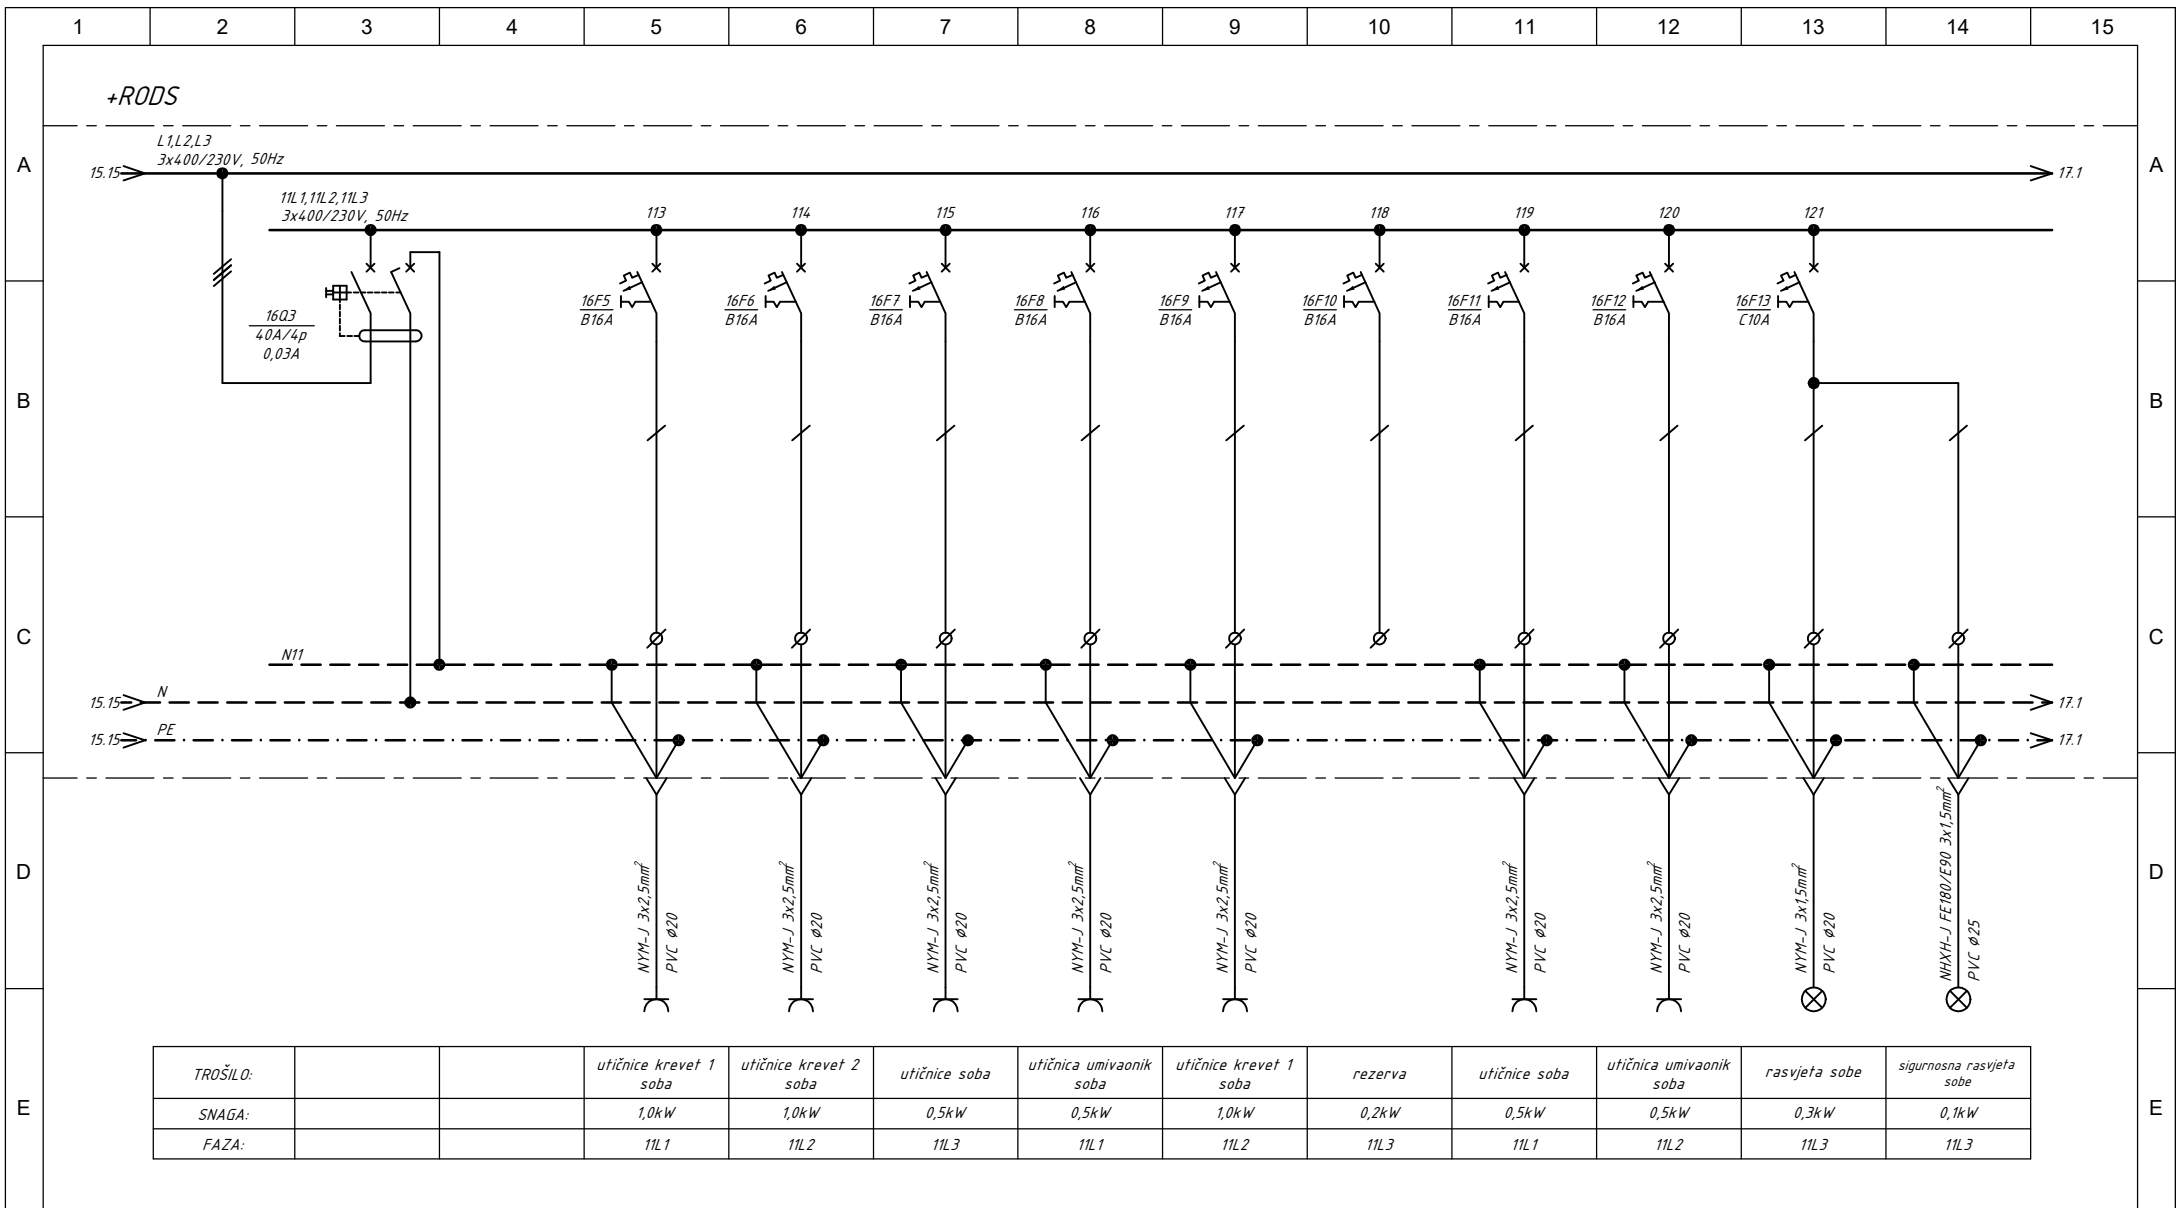 1 2 3 4 5 6 7 8 9 10 11 12 13 14 15
+RODS
L1,L2,L3
3x400/230V, 50Hz
A A
15.15 17.1
11L1,11L2,11L3
3x400/230V, 50Hz
113 114 115 116 117 118 119 120 121
16F5 16F6 16F7 16F8 16F9 16F10 16F11 16F12 16F13
B16A B16A B16A B16A B16A B16A B16A B16A C10A
16Q3
40A/4p
0,03A
B B
C C
N11
15.15 N 17.1
15.15 PE 17.1
D D
NYM-J 3x2,5mm²
PVC Ø20
NYM-J 3x2,5mm²
PVC Ø20
NYM-J 3x2,5mm²
PVC Ø20
NYM-J 3x2,5mm²
PVC Ø20
NYM-J 3x2,5mm²
PVC Ø20
NYM-J 3x2,5mm²
PVC Ø20
NYM-J 3x2,5mm²
PVC Ø20
NYM-J 3x1,5mm²
PVC Ø20
NHXH-J FE180/E90 3x1,5mm²
PVC Ø25
E E
TROŠILO:
utičnice krevet 1
soba
utičnice krevet 2
soba
utičnice soba
utičnica umivaonik
soba
utičnice krevet 1
soba
rezerva
utičnice soba
utičnica umivaonik
soba
rasvjeta sobe
sigurnosna rasvjeta
sobe
SNAGA: 1,0kW 1,0kW 0,5kW 0,5kW 1,0kW 0,2kW 0,5kW 0,5kW 0,3kW 0,1kW
FAZA: 11L1 11L2 11L3 11L1 11L2 11L3 11L1 11L2 11L3 11L3